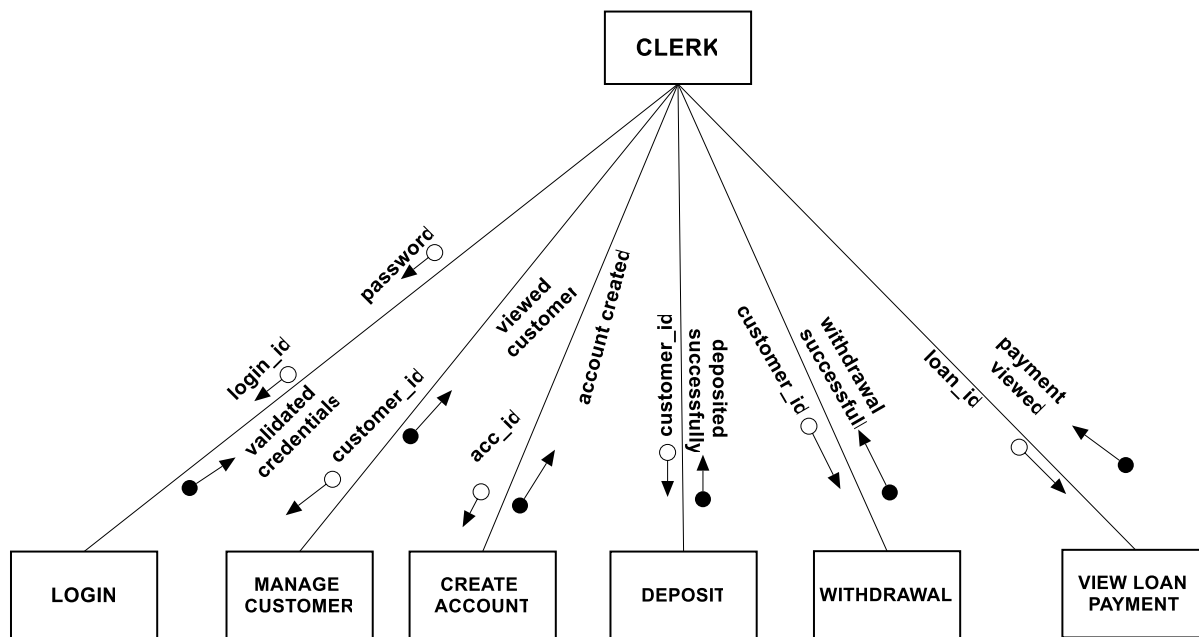 CLERK
password
login_id
validated
credentials
customer_id
viewed
customer
acc_id
account created
customer_id
deposited
successfully
customer_id
withdrawal
successfull
loan_id
payment
viewed
LOGIN
MANAGE
CUSTOMER
CREATE
ACCOUNT
DEPOSIT
WITHDRAWAL
VIEW LOAN
PAYMENT